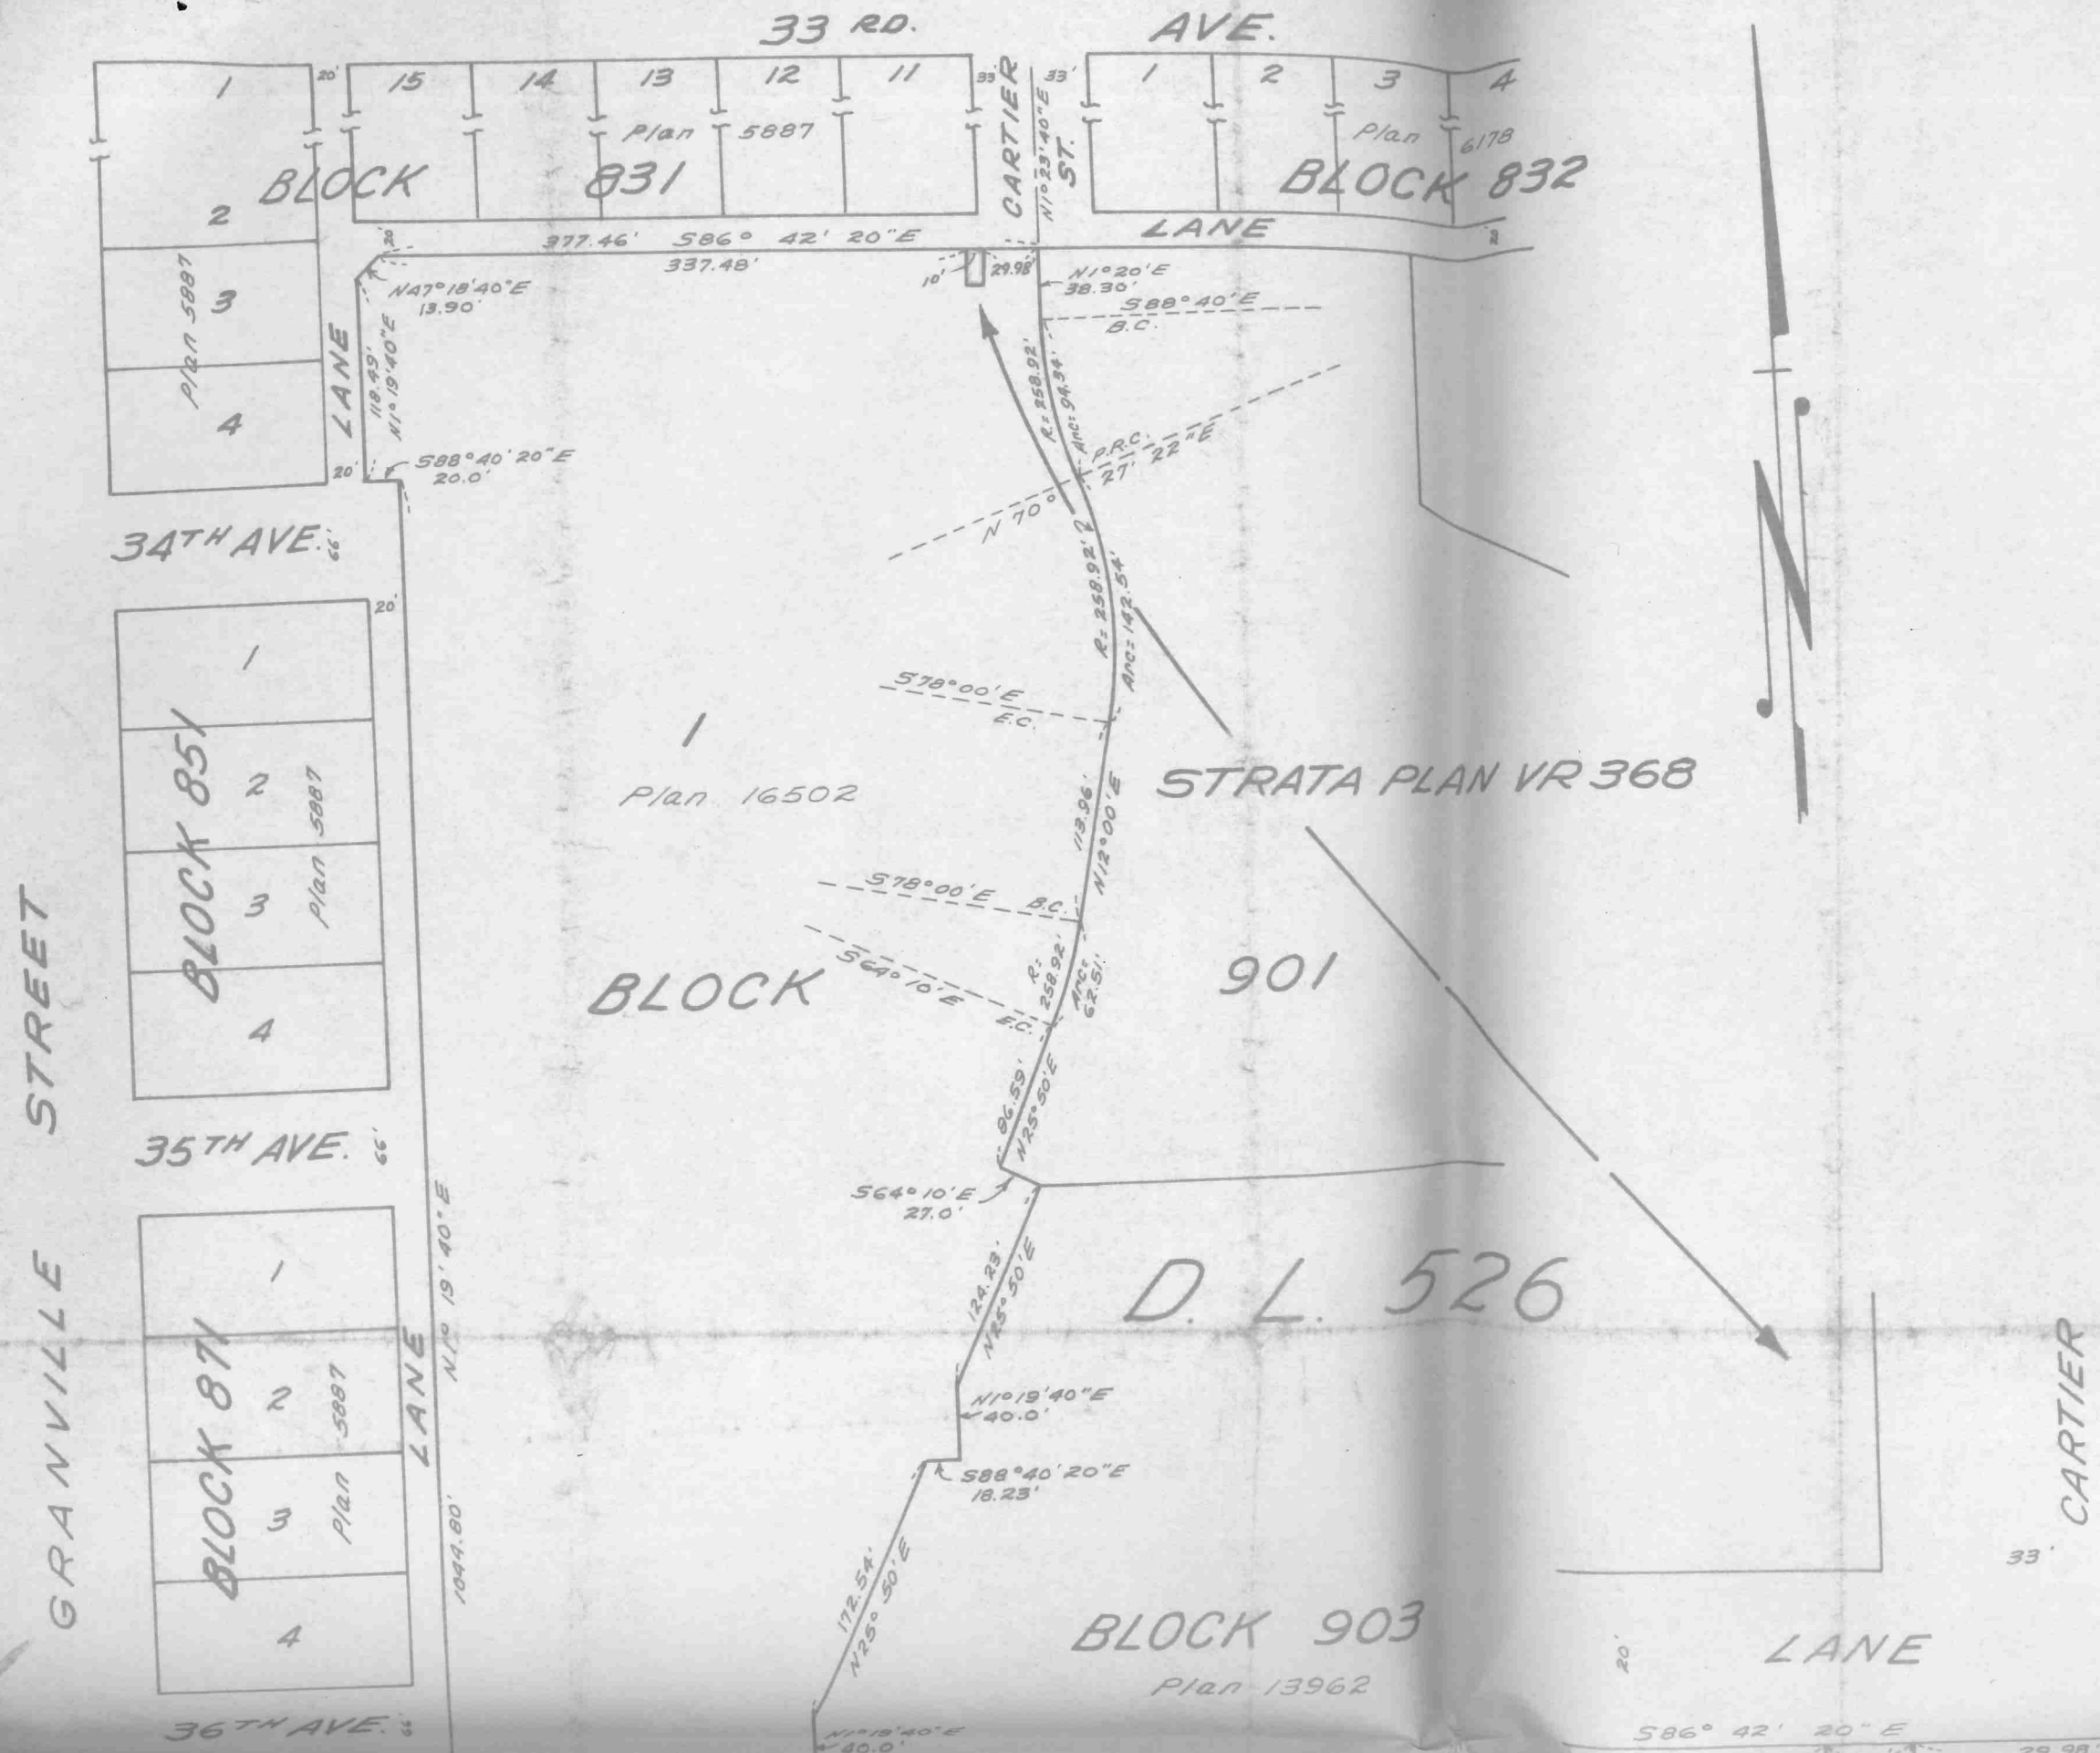 33 RD. AVE.
1
20'
15
14
13
12
11
33'
CARTIER ST.
33'
N1°23'40"E
1
2
3
4
Plan 5887
Plan 6178
BLOCK 831
BLOCK 832
2
LANE
20'
20'
377.46' S86° 42' 20"E
337.48'
10'
29.98'
N1°20'E
38.30'
S88°40'E
B.C.
Plan 5887
3
4
LANE
N47°18'40"E
13.90'
118.49'
N1°19'40"E
20'
S88°40'20"E
20.0'
R=258.92'
Arc=94.34'
P.R.C.
N 70° 27' 22"E
34TH AVE.
66'
R=258.92'
Arc=142.54'
20'
1
BLOCK 851
2
Plan 5887
3
4
S78°00'E
E.C.
1
Plan 16502
STRATA PLAN VR 368
113.96'
N12°00'E
S78°00'E
B.C.
S64°10'E
E.C.
R=
258.92'
Arc=
62.51'
BLOCK 901
96.59'
N25°50'E
35TH AVE.
66'
S64°10'E
27.0'
GRANVILLE STREET
1
BLOCK 871
2
Plan 5887
3
4
LANE
N1° 19' 40" E
1044.80'
124.23'
N25°50'E
D. L. 526
N1°19'40"E
40.0'
S88°40'20"E
18.23'
172.54'
N25°50'E
CARTIER
33'
BLOCK 903
Plan 13962
20'
LANE
36TH AVE.
66'
N1°19'40"E
40.0'
S86° 42' 20" E
29.98